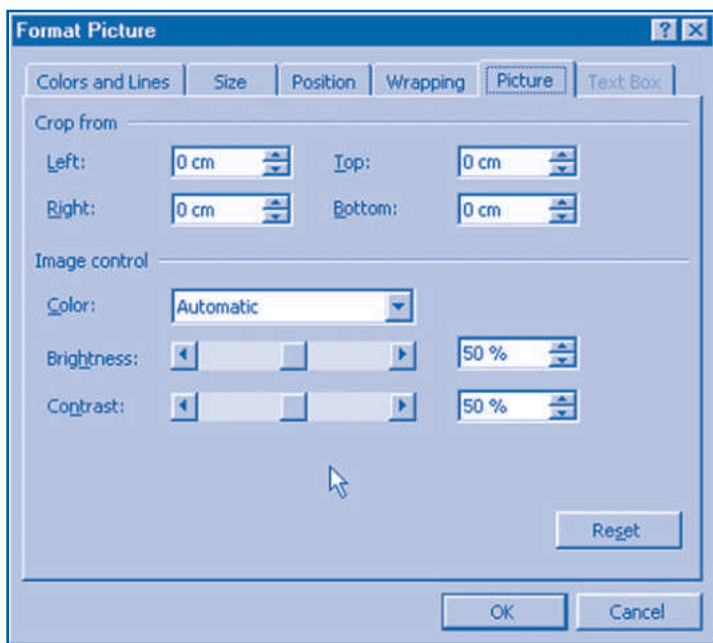 Format Picture
Colors and Lines Size Position Wrapping Picture Text Box
Crop from
Left: 0 cm Top: 0 cm
Right: 0 cm Bottom: 0 cm
Image control
Color: Automatic
Brightness: 50 %
Contrast: 50 %
Reset
OK Cancel